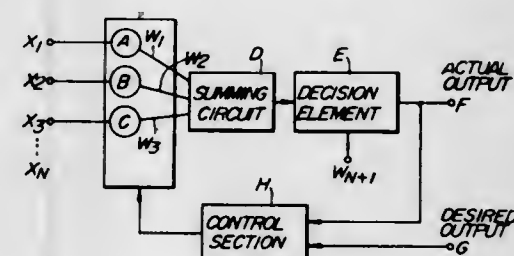 X1 A W1 W2 D E ACTUAL OUTPUT
X2 B SUMMING CIRCUIT DECISION ELEMENT F
X3 C W3 WN+1
XN
H CONTROL SECTION DESIRED OUTPUT
G